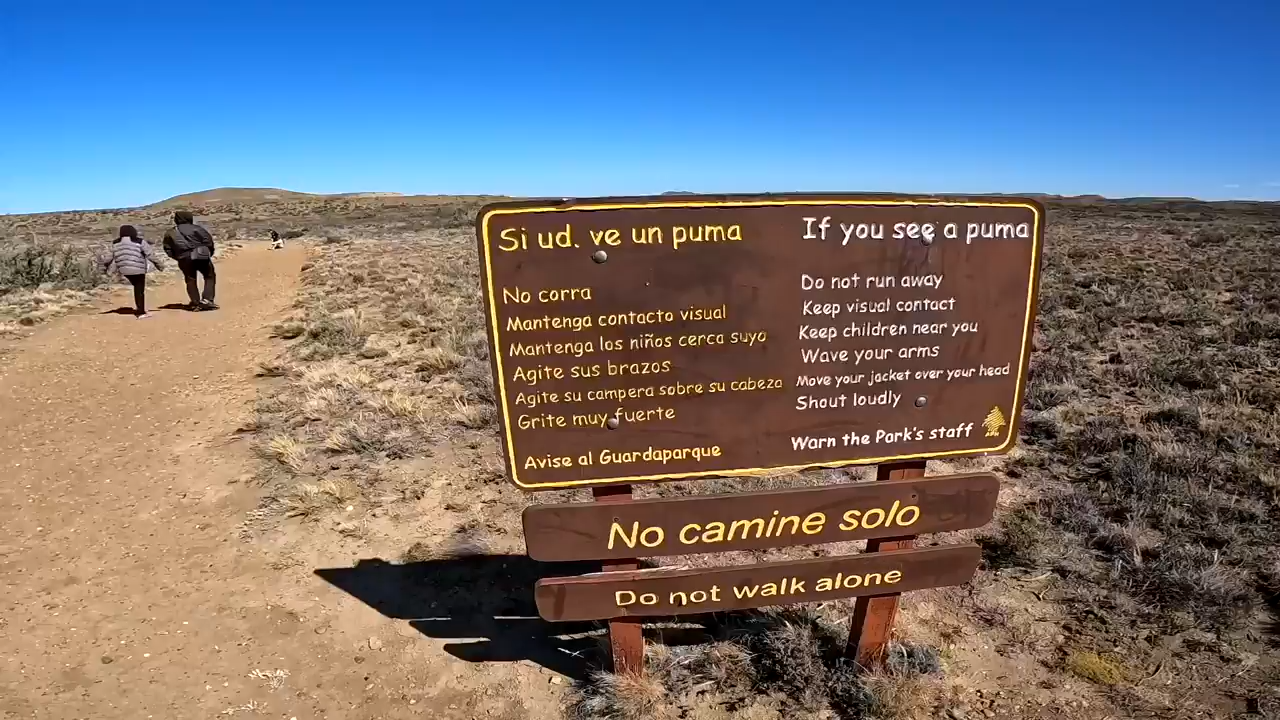 Si ud. ve un puma
No corra
Mantenga contacto visual
Mantenga los niños cerca suyo
Agite sus brazos
Agite su campera sobre su cabeza
Grite muy fuerte
Avise al Guardaparque
If you see a puma
Do not run away
Keep visual contact
Keep children near you
Wave your arms
Move your jacket over your head
Shout loudly
Warn the Park's staff
No camine solo
Do not walk alone